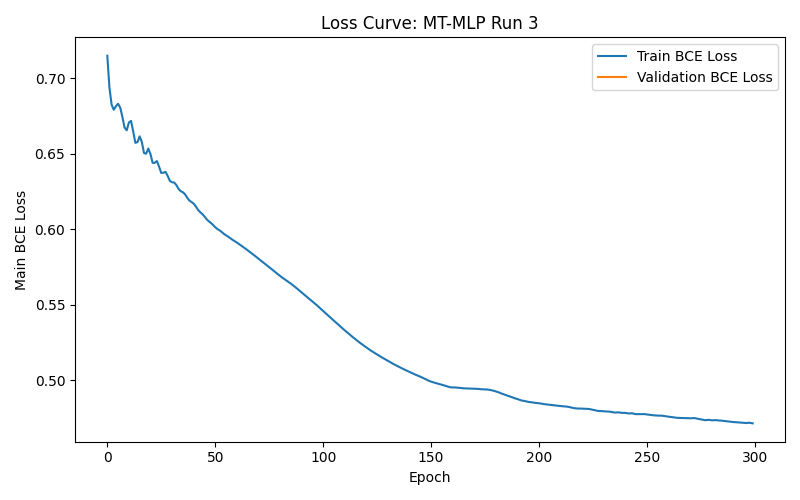 Loss Curve: MT-MLP Run 3
Train BCE Loss
Validation BCE Loss
Main BCE Loss
0.70
0.65
0.60
0.55
0.50
0
50
100
150
200
250
300
Epoch